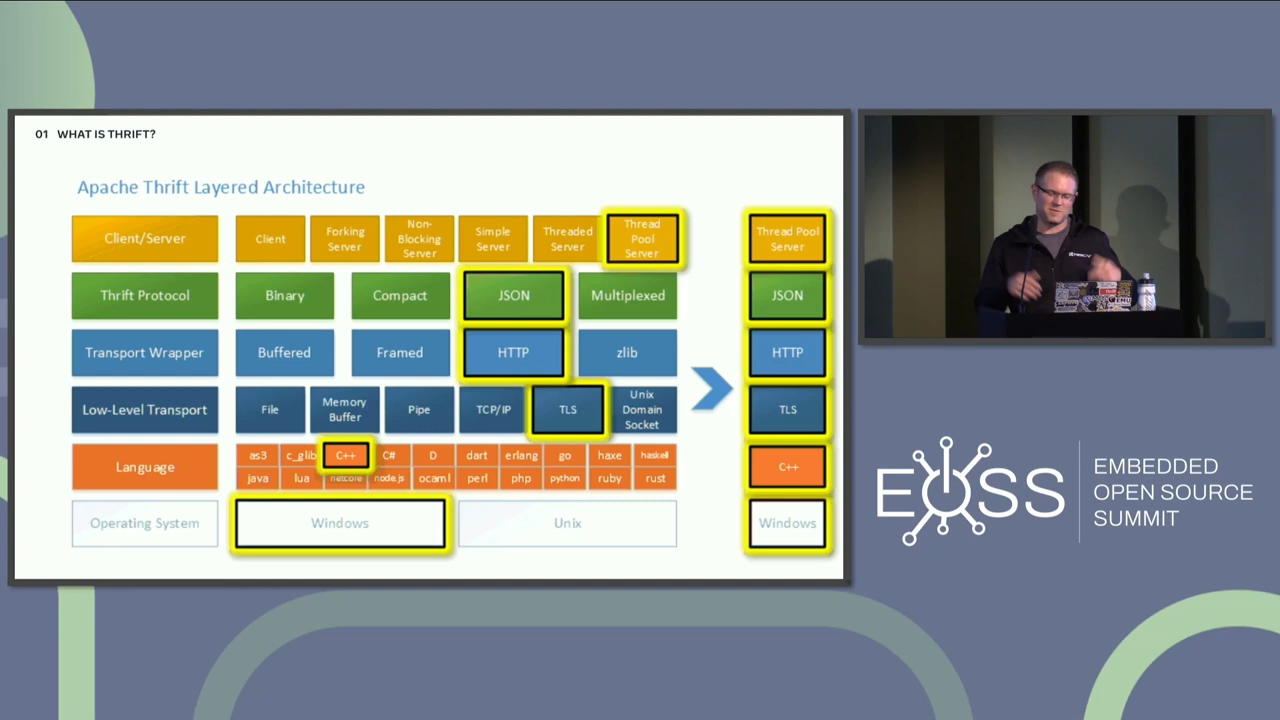 01 WHAT IS THRIFT?
Apache Thrift Layered Architecture
Client/Server
Client
Forking
Server
Non-
Blocking
Server
Simple
Server
Threaded
Server
Thread
Pool
Server
Thread Pool
Server
Thrift Protocol
Binary
Compact
JSON
Multiplexed
JSON
Transport Wrapper
Buffered
Framed
HTTP
zlib
HTTP
Low-Level Transport
File
Memory
Buffer
Pipe
TCP/IP
TLS
Unix
Domain
Socket
TLS
Language
as3 c_glib C++ C# D dart erlang go haxe haskell
java lua netcore node.js ocaml perl php python ruby rust
C++
Operating System
Windows
Unix
Windows
EOSS
EMBEDDED
OPEN SOURCE
SUMMIT